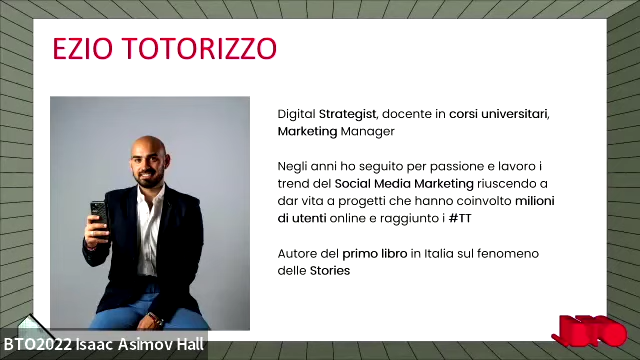 EZIO TOTORIZZO
Digital Strategist, docente in corsi universitari,
Marketing Manager
Negli anni ho seguito per passione e lavoro i
trend del Social Media Marketing riuscendo a
dar vita a progetti che hanno coinvolto milioni
di utenti online e raggiunto i #TT
Autore del primo libro in Italia sul fenomeno
delle Stories
BTO2022 Isaac Asimov Hall
BTO